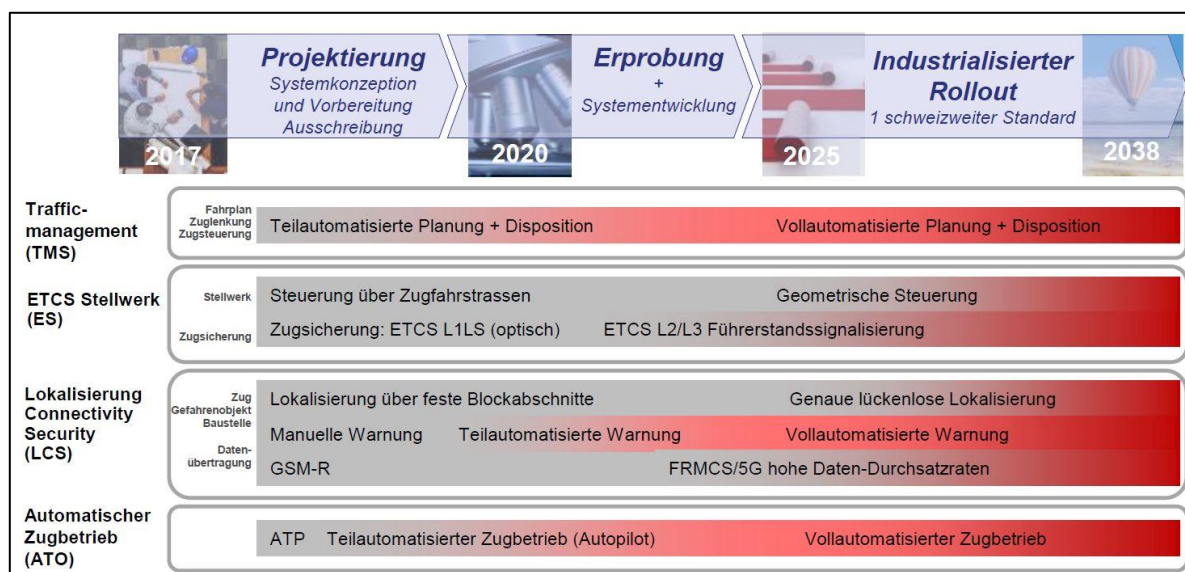 Projektierung
Systemkonzeption
und Vorbereitung
Ausschreibung
Erprobung
+
Systementwicklung
Industrialisierter
Rollout
1 schweizweiter Standard
2017
2020
2025
2038
Traffic-
management
(TMS)
Fahrplan
Zuglenkung
Zugsteuerung
Teilautomatisierte Planung + Disposition
Vollautomatisierte Planung + Disposition
ETCS Stellwerk
(ES)
Stellwerk
Steuerung über Zugfahrstrassen
Geometrische Steuerung
Zugsicherung
Zugsicherung: ETCS L1LS (optisch)
ETCS L2/L3 Führerstandssignalisierung
Lokalisierung
Connectivity
Security
(LCS)
Zug
Gefahrenobjekt
Baustelle
Lokalisierung über feste Blockabschnitte
Genaue lückenlose Lokalisierung
Manuelle Warnung
Teilautomatisierte Warnung
Vollautomatisierte Warnung
Daten-
übertragung
GSM-R
FRMCS/5G hohe Daten-Durchsatzraten
Automatischer
Zugbetrieb
(ATO)
ATP
Teilautomatisierter Zugbetrieb (Autopilot)
Vollautomatisierter Zugbetrieb